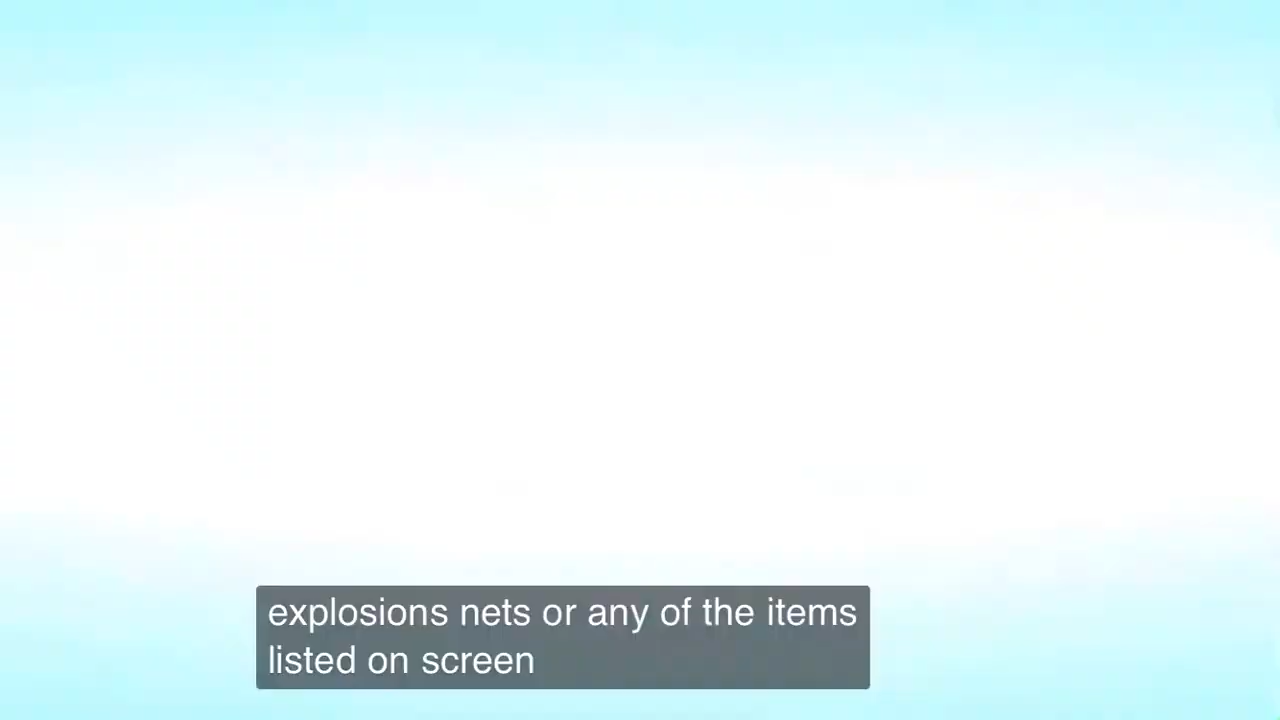 explosions nets or any of the items
listed on screen